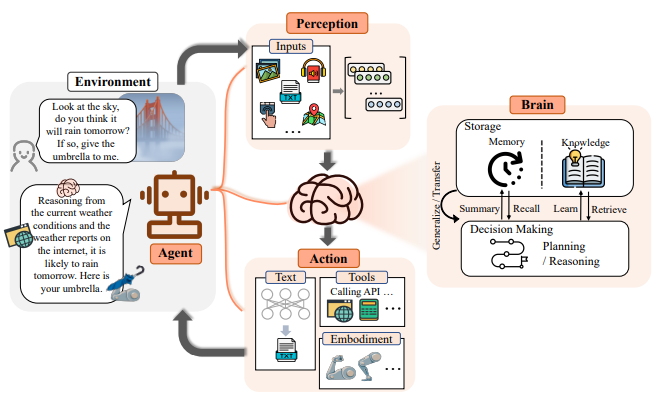 Perception
Inputs
TXT
...
...
Environment
Look at the sky,
do you think it
will rain tomorrow?
If so, give the
umbrella to me.
Reasoning from
the current weather
conditions and the
weather reports on
the internet, it is
likely to rain
tomorrow. Here is
your umbrella.
Agent
Action
Text
TXT
Tools
Calling API ...
...
Embodiment
...
Brain
Storage
Memory
Knowledge
Generalize / Transfer
Summary
Recall
Learn
Retrieve
Decision Making
Planning
/ Reasoning